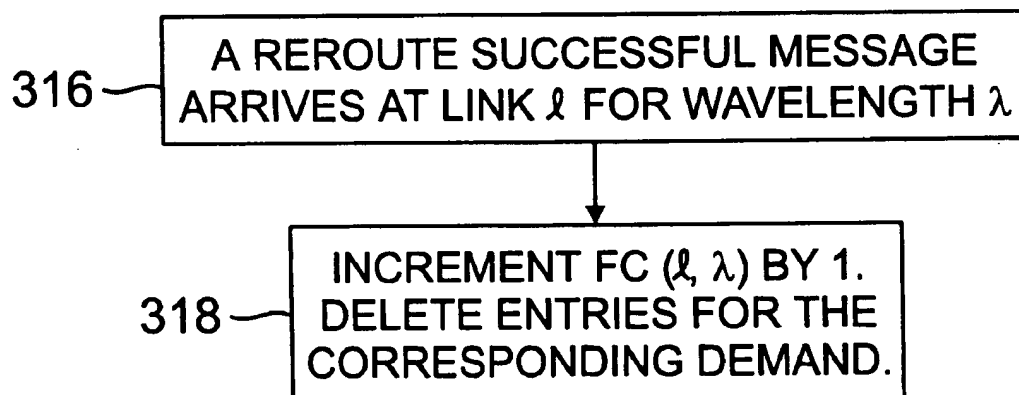 316
A REROUTE SUCCESSFUL MESSAGE
ARRIVES AT LINK ℓ FOR WAVELENGTH λ
318
INCREMENT FC (ℓ, λ) BY 1.
DELETE ENTRIES FOR THE
CORRESPONDING DEMAND.